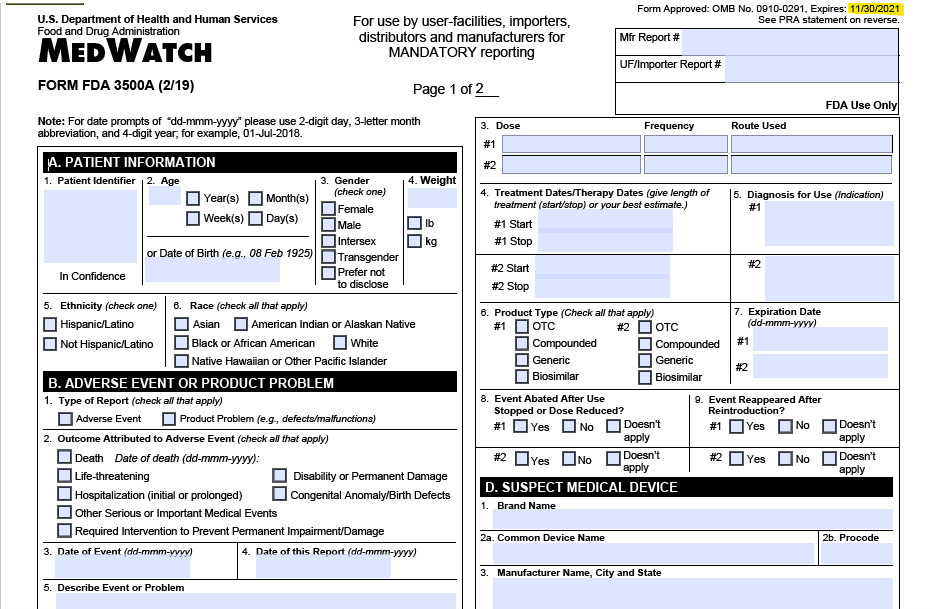 U.S. Department of Health and Human Services
Food and Drug Administration
MEDWATCH
FORM FDA 3500A (2/19)
For use by user-facilities, importers,
distributors and manufacturers for
MANDATORY reporting
Page 1 of 2
Form Approved: OMB No. 0910-0291, Expires: 11/30/2021
See PRA statement on reverse.
Mfr Report #
UF/Importer Report #
FDA Use Only
Note: For date prompts of “dd-mmm-yyyy” please use 2-digit day, 3-letter month
abbreviation, and 4-digit year; for example, 01-Jul-2018.
A. PATIENT INFORMATION
1. Patient Identifier
In Confidence
2. Age
Year(s) Month(s)
Week(s) Day(s)
or Date of Birth (e.g., 08 Feb 1925)
3. Gender
(check one)
Female
Male
Intersex
Transgender
Prefer not
to disclose
4. Weight
lb
kg
5. Ethnicity (check one)
Hispanic/Latino
Not Hispanic/Latino
6. Race (check all that apply)
Asian American Indian or Alaskan Native
Black or African American White
Native Hawaiian or Other Pacific Islander
B. ADVERSE EVENT OR PRODUCT PROBLEM
1. Type of Report (check all that apply)
Adverse Event Product Problem (e.g., defects/malfunctions)
2. Outcome Attributed to Adverse Event (check all that apply)
Death Date of death (dd-mmm-yyyy):
Life-threatening Disability or Permanent Damage
Hospitalization (initial or prolonged) Congenital Anomaly/Birth Defects
Other Serious or Important Medical Events
Required Intervention to Prevent Permanent Impairment/Damage
3. Date of Event (dd-mmm-yyyy) 4. Date of this Report (dd-mmm-yyyy)
5. Describe Event or Problem
3. Dose Frequency Route Used
#1
#2
4. Treatment Dates/Therapy Dates (give length of
treatment (start/stop) or your best estimate.)
#1 Start
#1 Stop
#2 Start
#2 Stop
5. Diagnosis for Use (Indication)
#1
#2
6. Product Type (Check all that apply)
#1 OTC #2 OTC
Compounded Compounded
Generic Generic
Biosimilar Biosimilar
7. Expiration Date
(dd-mmm-yyyy)
#1
#2
8. Event Abated After Use
Stopped or Dose Reduced?
#1 Yes No Doesn't
apply
#2 Yes No Doesn't
apply
9. Event Reappeared After
Reintroduction?
#1 Yes No Doesn't
apply
#2 Yes No Doesn't
apply
D. SUSPECT MEDICAL DEVICE
1. Brand Name
2a. Common Device Name 2b. Procode
3. Manufacturer Name, City and State